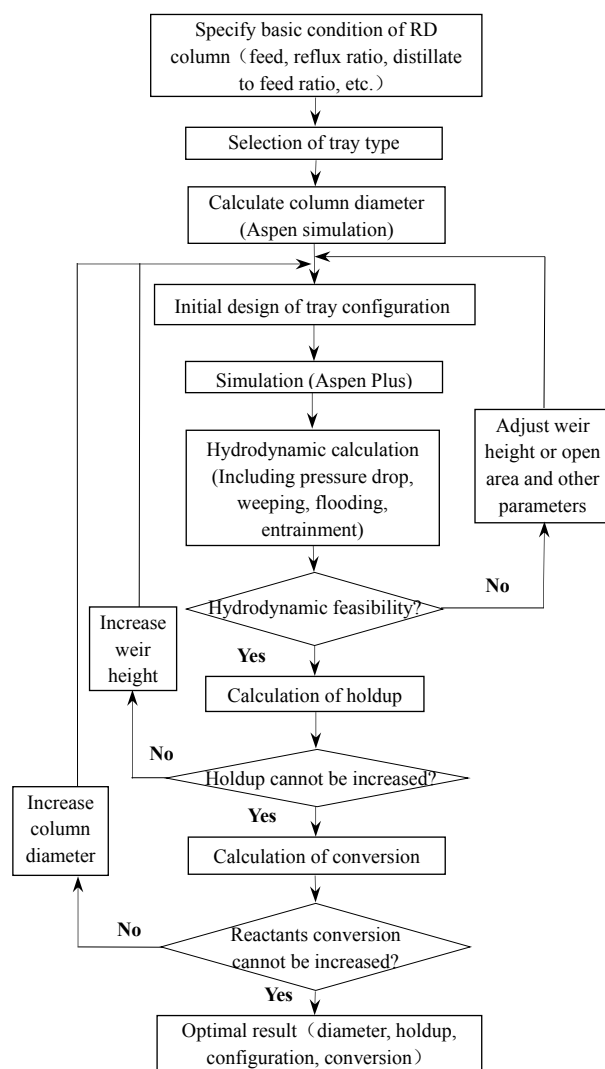 Specify basic condition of RD
column（feed, reflux ratio, distillate
to feed ratio, etc.）
Selection of tray type
Calculate column diameter
(Aspen simulation)
Initial design of tray configuration
Simulation (Aspen Plus)
Hydrodynamic calculation
(Including pressure drop,
weeping, flooding,
entrainment)
Adjust weir
height or open
area and other
parameters
Hydrodynamic feasibility?
No
Yes
Increase
weir
height
Calculation of holdup
No
Holdup cannot be increased?
Yes
Increase
column
diameter
Calculation of conversion
No
Reactants conversion
cannot be increased?
Yes
Optimal result（diameter, holdup,
configuration, conversion）